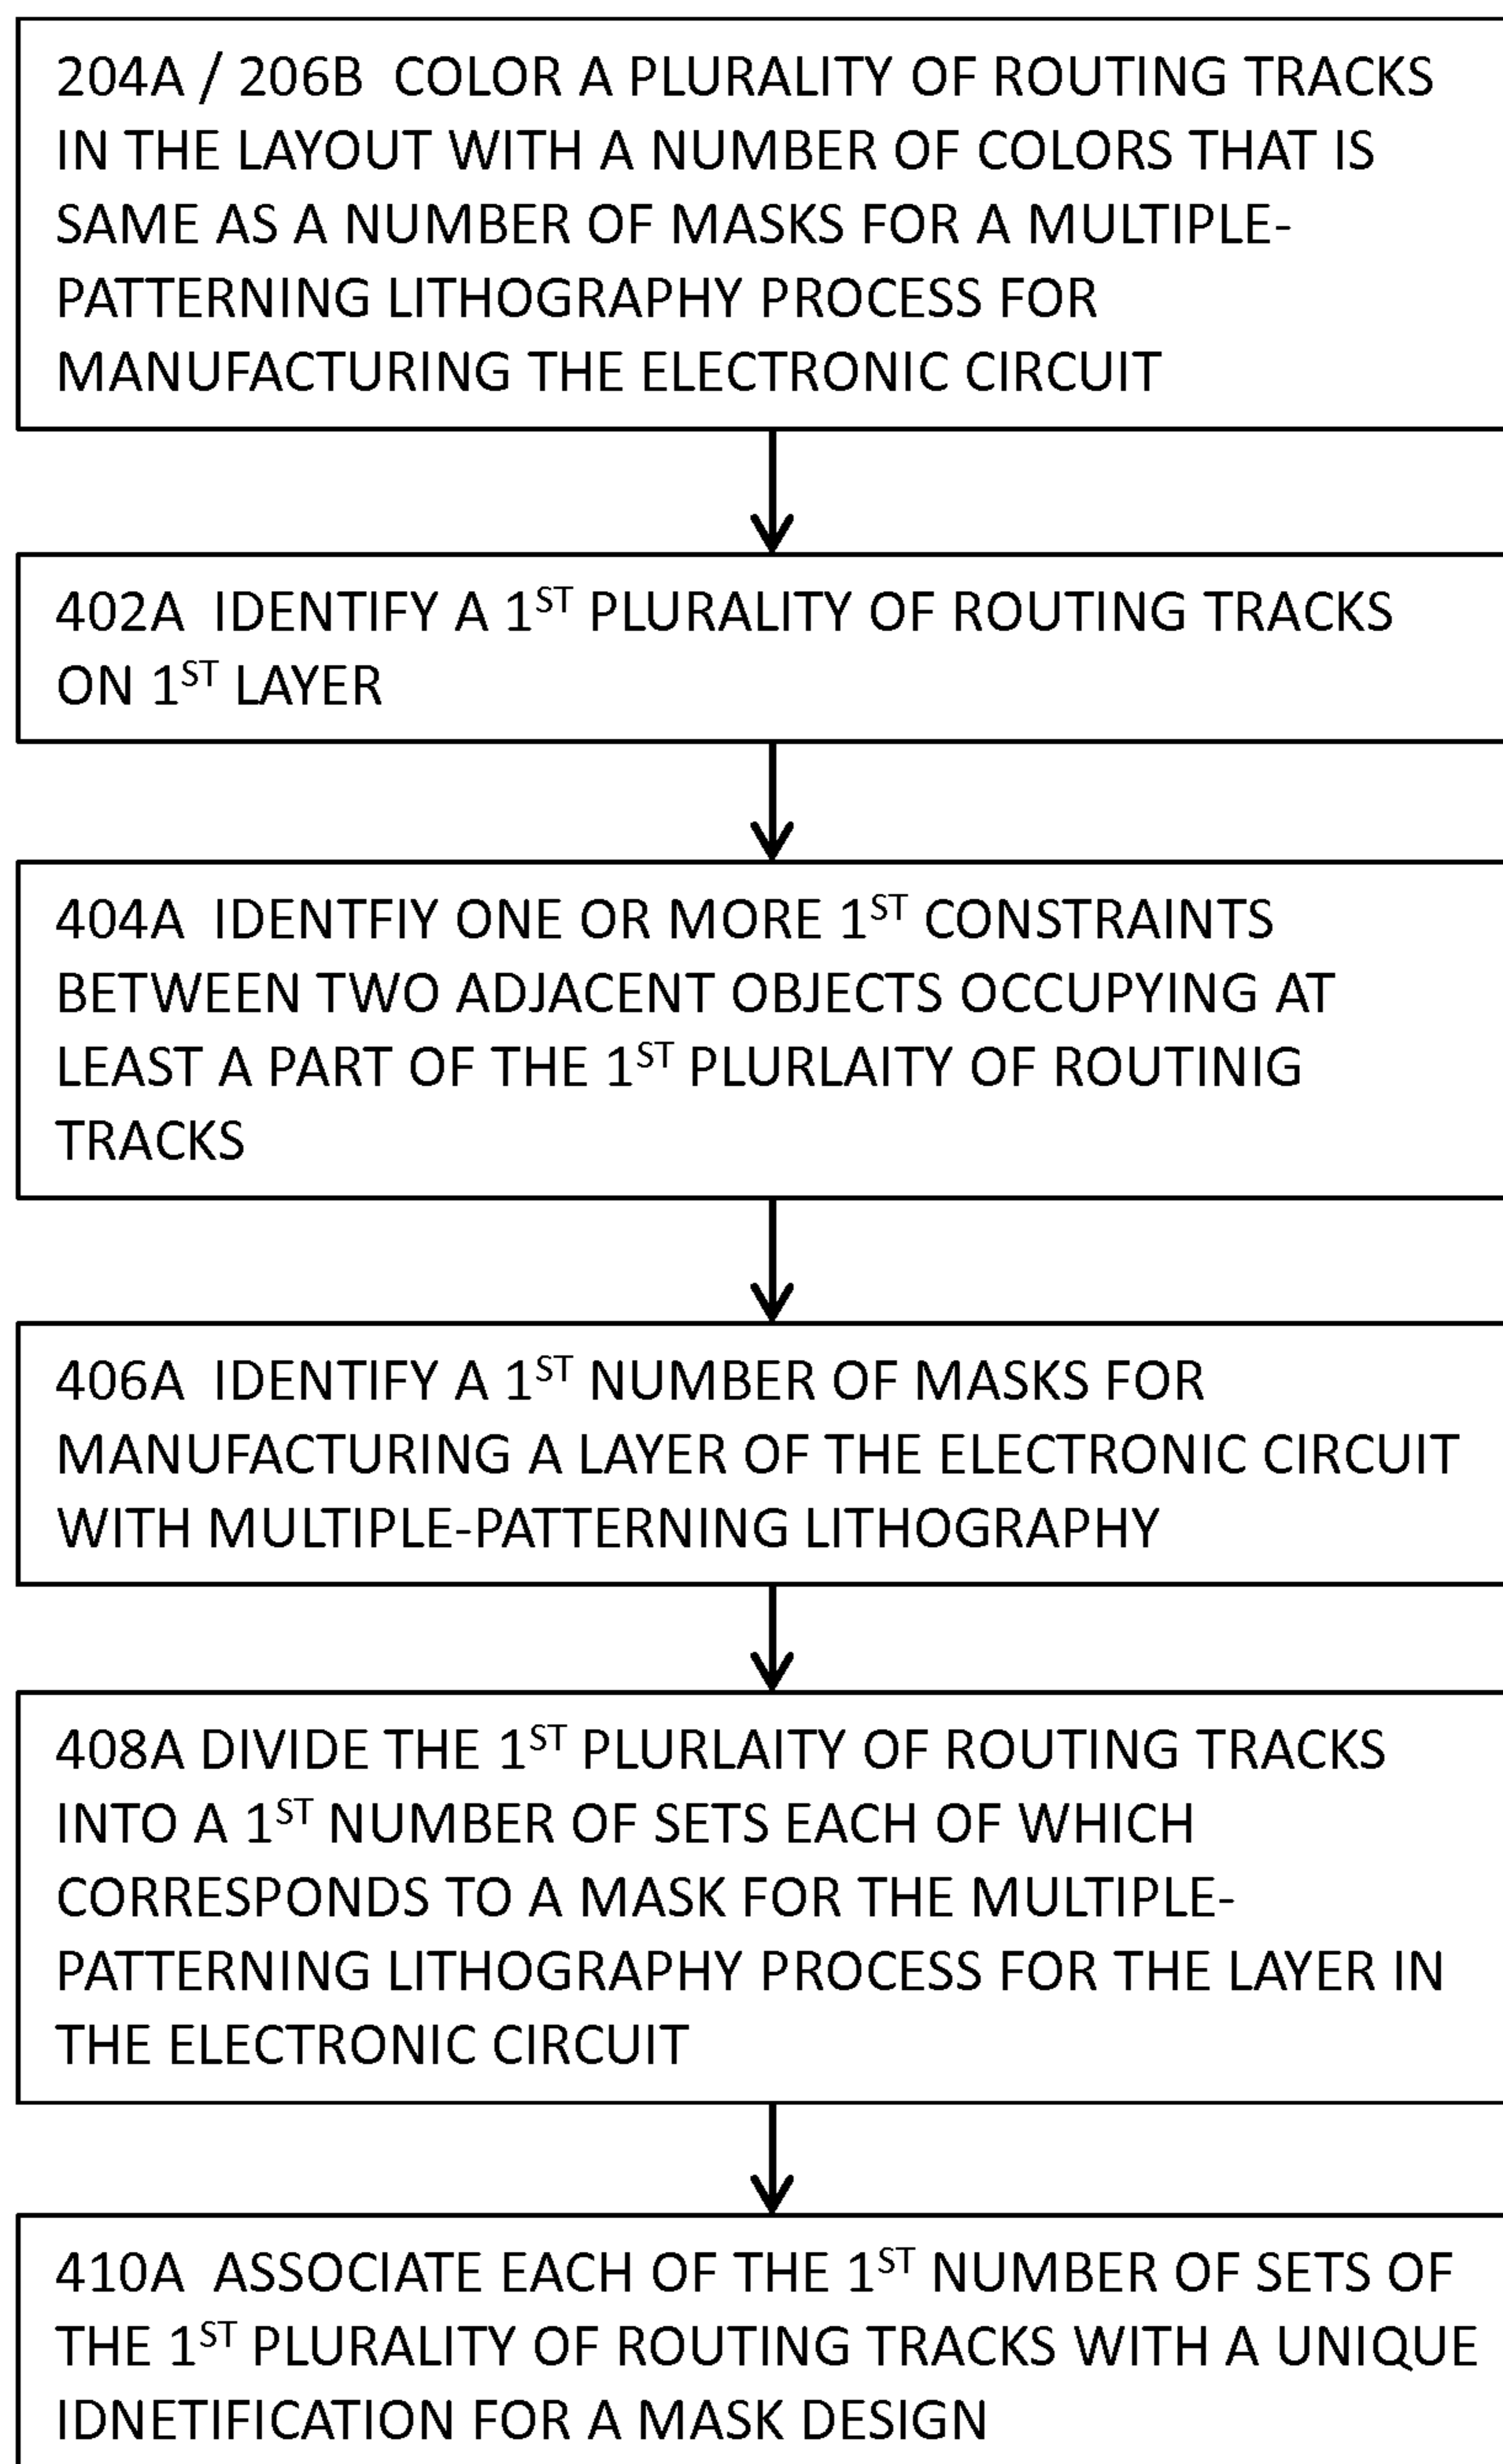 204A / 206B COLOR A PLURALITY OF ROUTING TRACKS
IN THE LAYOUT WITH A NUMBER OF COLORS THAT IS
SAME AS A NUMBER OF MASKS FOR A MULTIPLE-
PATTERNING LITHOGRAPHY PROCESS FOR
MANUFACTURING THE ELECTRONIC CIRCUIT
402A IDENTIFY A 1ST PLURALITY OF ROUTING TRACKS
ON 1ST LAYER
404A IDENTFIY ONE OR MORE 1ST CONSTRAINTS
BETWEEN TWO ADJACENT OBJECTS OCCUPYING AT
LEAST A PART OF THE 1ST PLURLAITY OF ROUTINIG
TRACKS
406A IDENTIFY A 1ST NUMBER OF MASKS FOR
MANUFACTURING A LAYER OF THE ELECTRONIC CIRCUIT
WITH MULTIPLE-PATTERNING LITHOGRAPHY
408A DIVIDE THE 1ST PLURLAITY OF ROUTING TRACKS
INTO A 1ST NUMBER OF SETS EACH OF WHICH
CORRESPONDS TO A MASK FOR THE MULTIPLE-
PATTERNING LITHOGRAPHY PROCESS FOR THE LAYER IN
THE ELECTRONIC CIRCUIT
410A ASSOCIATE EACH OF THE 1ST NUMBER OF SETS OF
THE 1ST PLURALITY OF ROUTING TRACKS WITH A UNIQUE
IDNETIFICATION FOR A MASK DESIGN